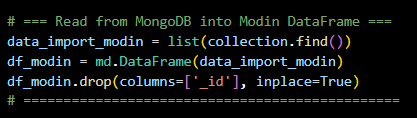 # === Read from MongoDB into Modin DataFrame ===
data_import_modin = list(collection.find())
df_modin = md.DataFrame(data_import_modin)
df_modin.drop(columns=['_id'], inplace=True)
# ==============================================